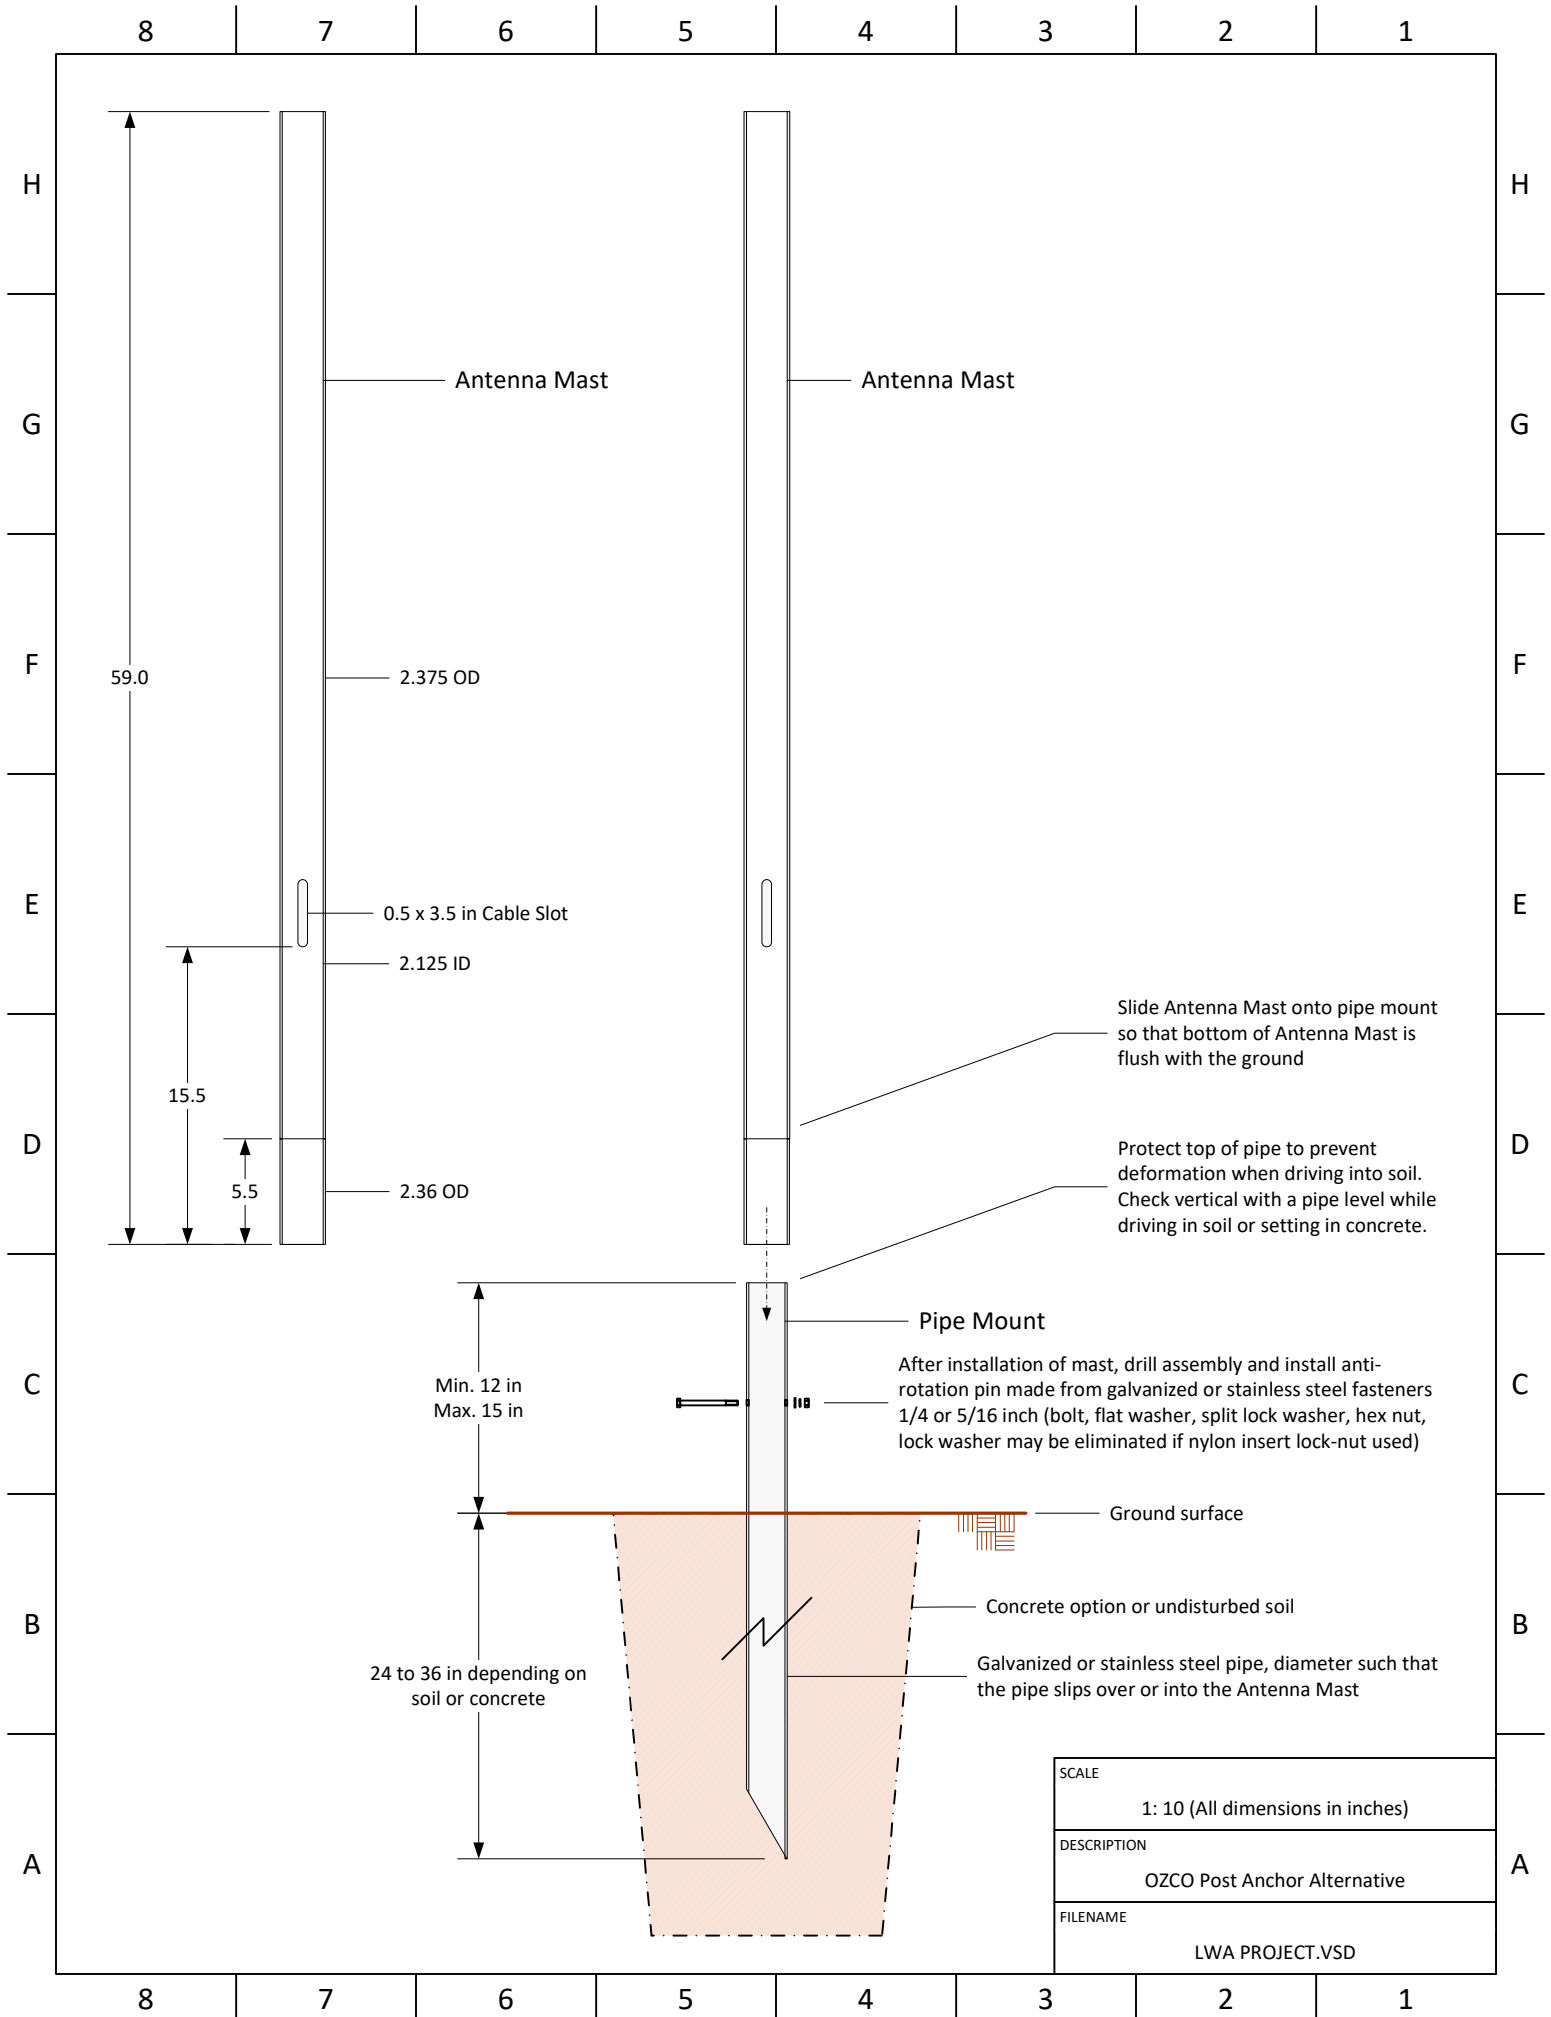 8 7 6 5 4 3 2 1
H H
Antenna Mast Antenna Mast
G G
F F
59.0
2.375 OD
E E
0.5 x 3.5 in Cable Slot
2.125 ID
Slide Antenna Mast onto pipe mount
so that bottom of Antenna Mast is
flush with the ground
15.5
D D
Protect top of pipe to prevent
deformation when driving into soil.
Check vertical with a pipe level while
driving in soil or setting in concrete.
5.5
2.36 OD
Pipe Mount
After installation of mast, drill assembly and install anti-
rotation pin made from galvanized or stainless steel fasteners
1/4 or 5/16 inch (bolt, flat washer, split lock washer, hex nut,
lock washer may be eliminated if nylon insert lock-nut used)
Min. 12 in
Max. 15 in
C C
Ground surface
Concrete option or undisturbed soil
B B
Galvanized or stainless steel pipe, diameter such that
the pipe slips over or into the Antenna Mast
24 to 36 in depending on
soil or concrete
SCALE
1: 10 (All dimensions in inches)
DESCRIPTION
A A
OZCO Post Anchor Alternative
FILENAME
LWA PROJECT.VSD
8 7 6 5 4 3 2 1